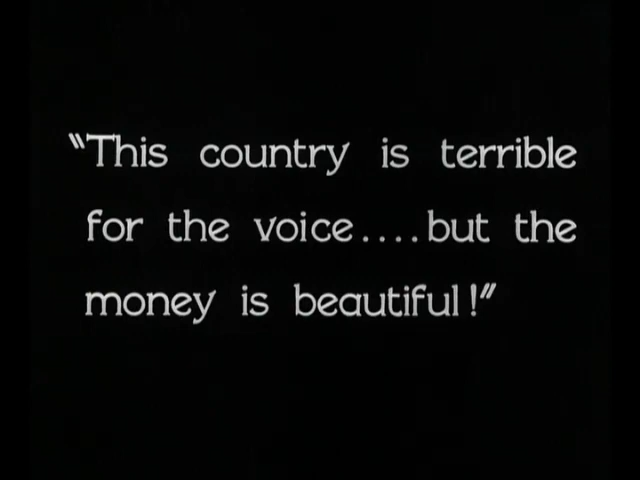 "This country is terrible
for the voice....but the
money is beautiful!"